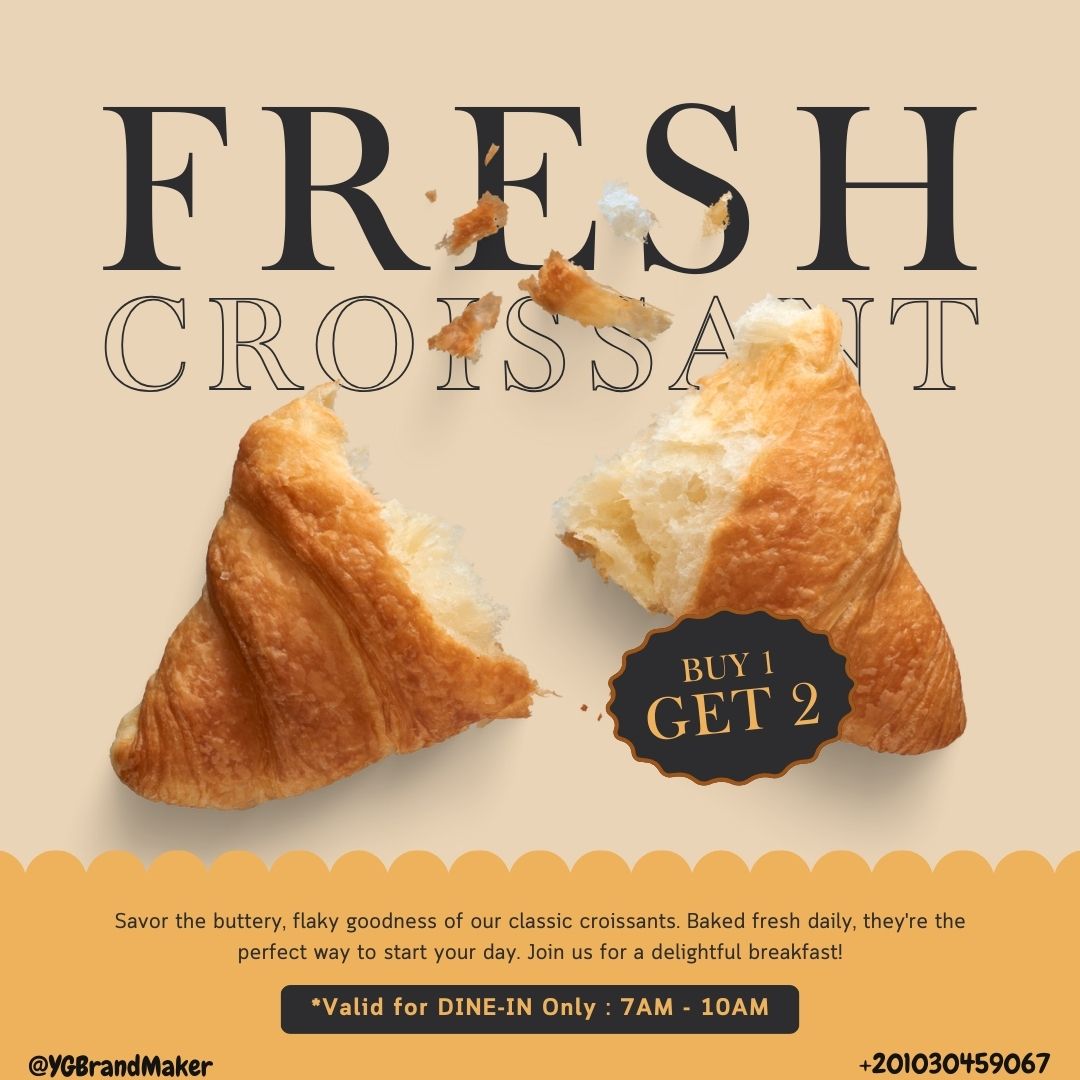 FRESH
CROISSANT
BUY 1
GET 2
Savor the buttery, flaky goodness of our classic croissants. Baked fresh daily, they're the
perfect way to start your day. Join us for a delightful breakfast!
*Valid for DINE-IN Only : 7AM - 10AM
@YGBrandMaker
+201030459067